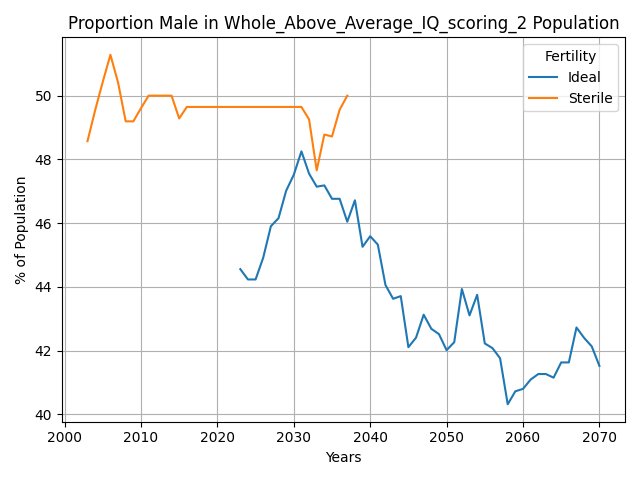 Proportion Male in Whole_Above_Average_IQ_scoring_2 Population
Fertility
Ideal
Sterile
% of Population
50
48
46
44
42
40
2000 2010 2020 2030 2040 2050 2060 2070
Years